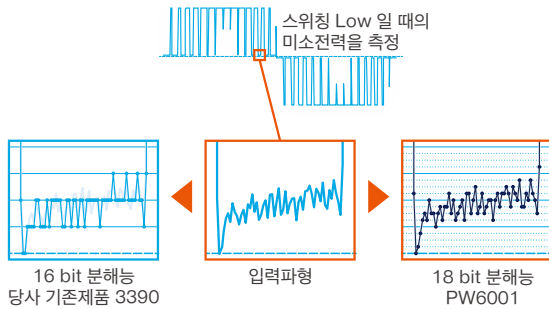 스위칭 Low 일 때의
미소전력을 측정
16 bit 분해능
당사 기존제품 3390
입력파형
18 bit 분해능
PW6001